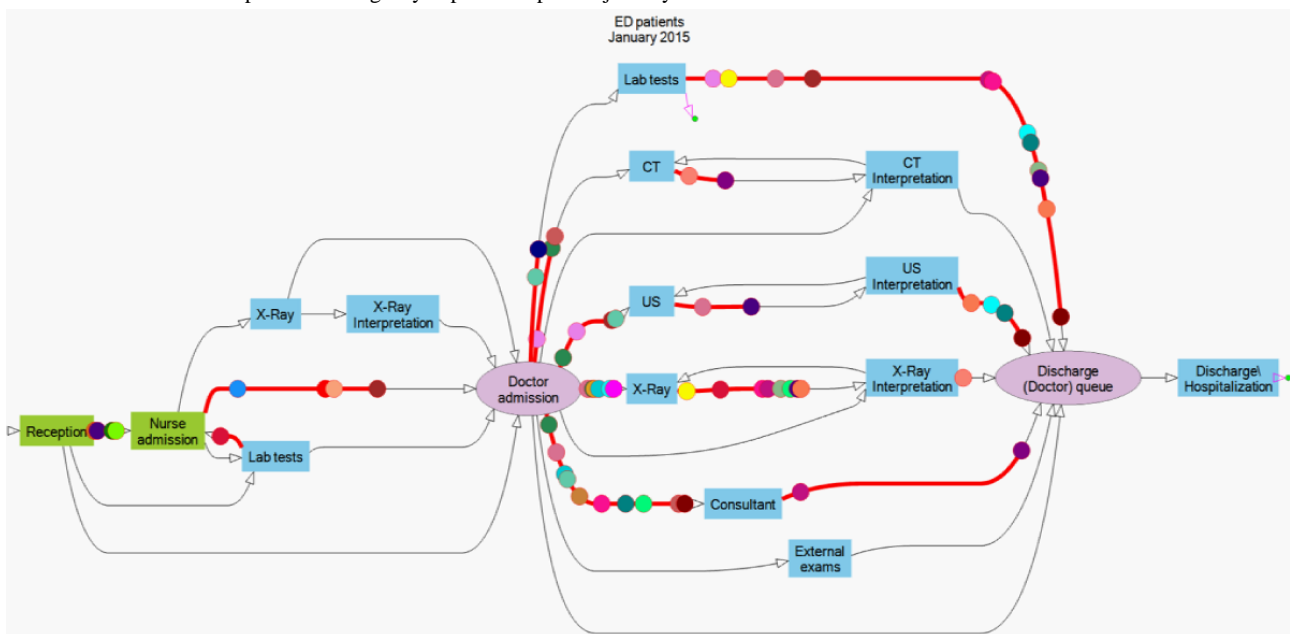 ED patients
January 2015
Lab tests
CT
CT
Interpretation
US
US
Interpretation
X-Ray
X-Ray
Interpretation
Doctor
admission
X-Ray
X-Ray
Interpretation
Discharge
(Doctor) queue
Discharge\
Hospitalization
Reception
Nurse
admission
Lab tests
Consultant
External
exams